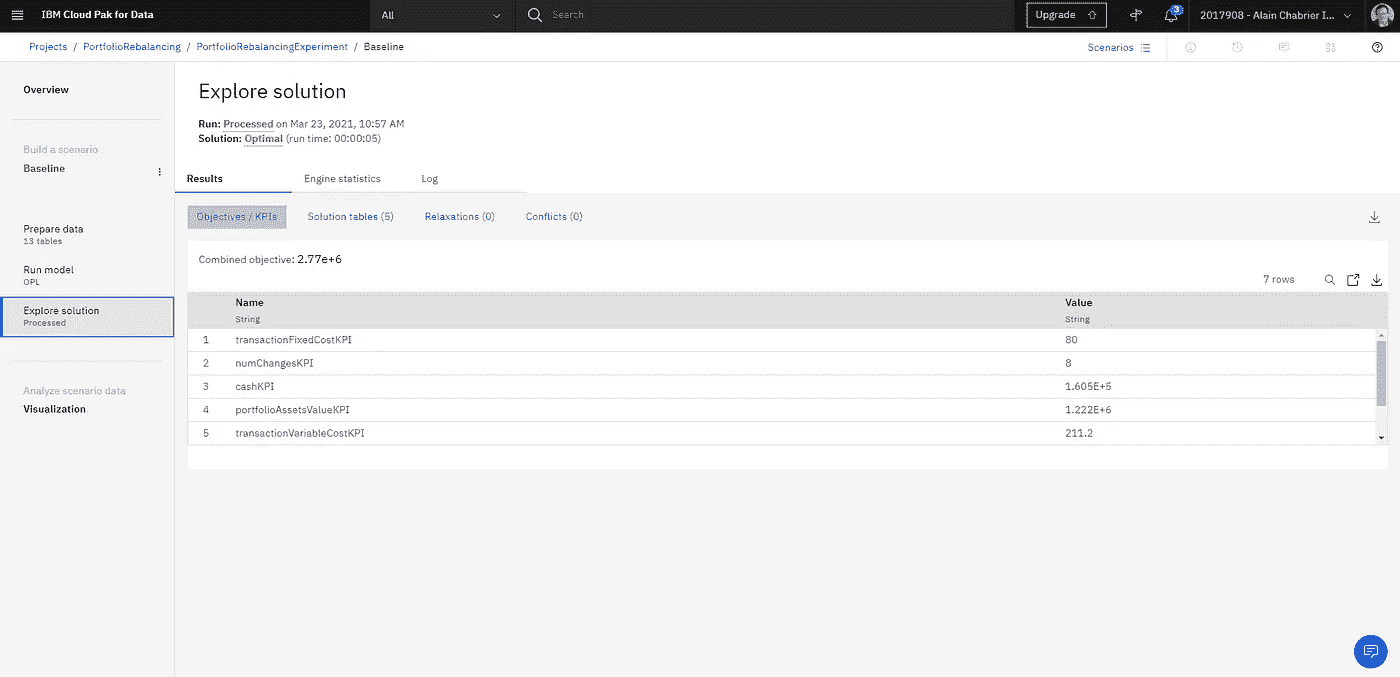 IBM Cloud Pak for Data All Search Upgrade 3 2017908 - Alain Chabrier I...
Projects / PortfolioRebalancing / PortfolioRebalancingExperiment / Baseline Scenarios
Overview
Build a scenario
Baseline
Prepare data
13 tables
Run model
OPL
Explore solution
Processed
Analyze scenario data
Visualization
Explore solution
Run: Processed on Mar 23, 2021, 10:57 AM
Solution: Optimal (run time: 00:00:05)
Results Engine statistics Log
Objectives / KPIs Solution tables (5) Relaxations (0) Conflicts (0)
Combined objective: 2.77e+6
7 rows
Name Value
String String
1 transactionFixedCostKPI 80
2 numChangesKPI 8
3 cashKPI 1.605E+5
4 portfolioAssetsValueKPI 1.222E+6
5 transactionVariableCostKPI 211.2